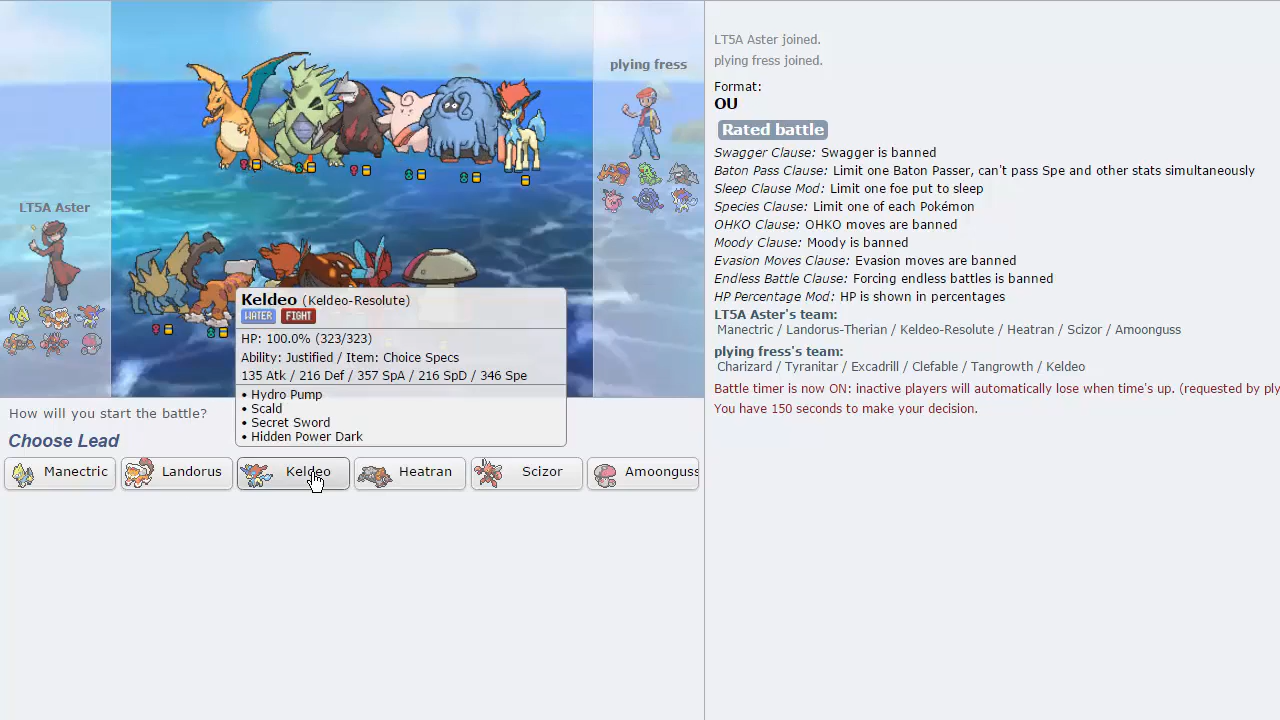 plying fress
LT5A Aster
Keldeo (Keldeo-Resolute)
WATER FIGHT
HP: 100.0% (323/323)
Ability: Justified / Item: Choice Specs
135 Atk / 216 Def / 357 SpA / 216 SpD / 346 Spe
• Hydro Pump
• Scald
• Secret Sword
• Hidden Power Dark
How will you start the battle?
Choose Lead
Manectric
Landorus
Keldeo
Heatran
Scizor
Amoonguss
LT5A Aster joined.
plying fress joined.
Format:
OU
Rated battle
Swagger Clause: Swagger is banned
Baton Pass Clause: Limit one Baton Passer, can't pass Spe and other stats simultaneously
Sleep Clause Mod: Limit one foe put to sleep
Species Clause: Limit one of each Pokémon
OHKO Clause: OHKO moves are banned
Moody Clause: Moody is banned
Evasion Moves Clause: Evasion moves are banned
Endless Battle Clause: Forcing endless battles is banned
HP Percentage Mod: HP is shown in percentages
LT5A Aster's team:
Manectric / Landorus-Therian / Keldeo-Resolute / Heatran / Scizor / Amoonguss
plying fress's team:
Charizard / Tyranitar / Excadrill / Clefable / Tangrowth / Keldeo
Battle timer is now ON: inactive players will automatically lose when time's up. (requested by ply
You have 150 seconds to make your decision.